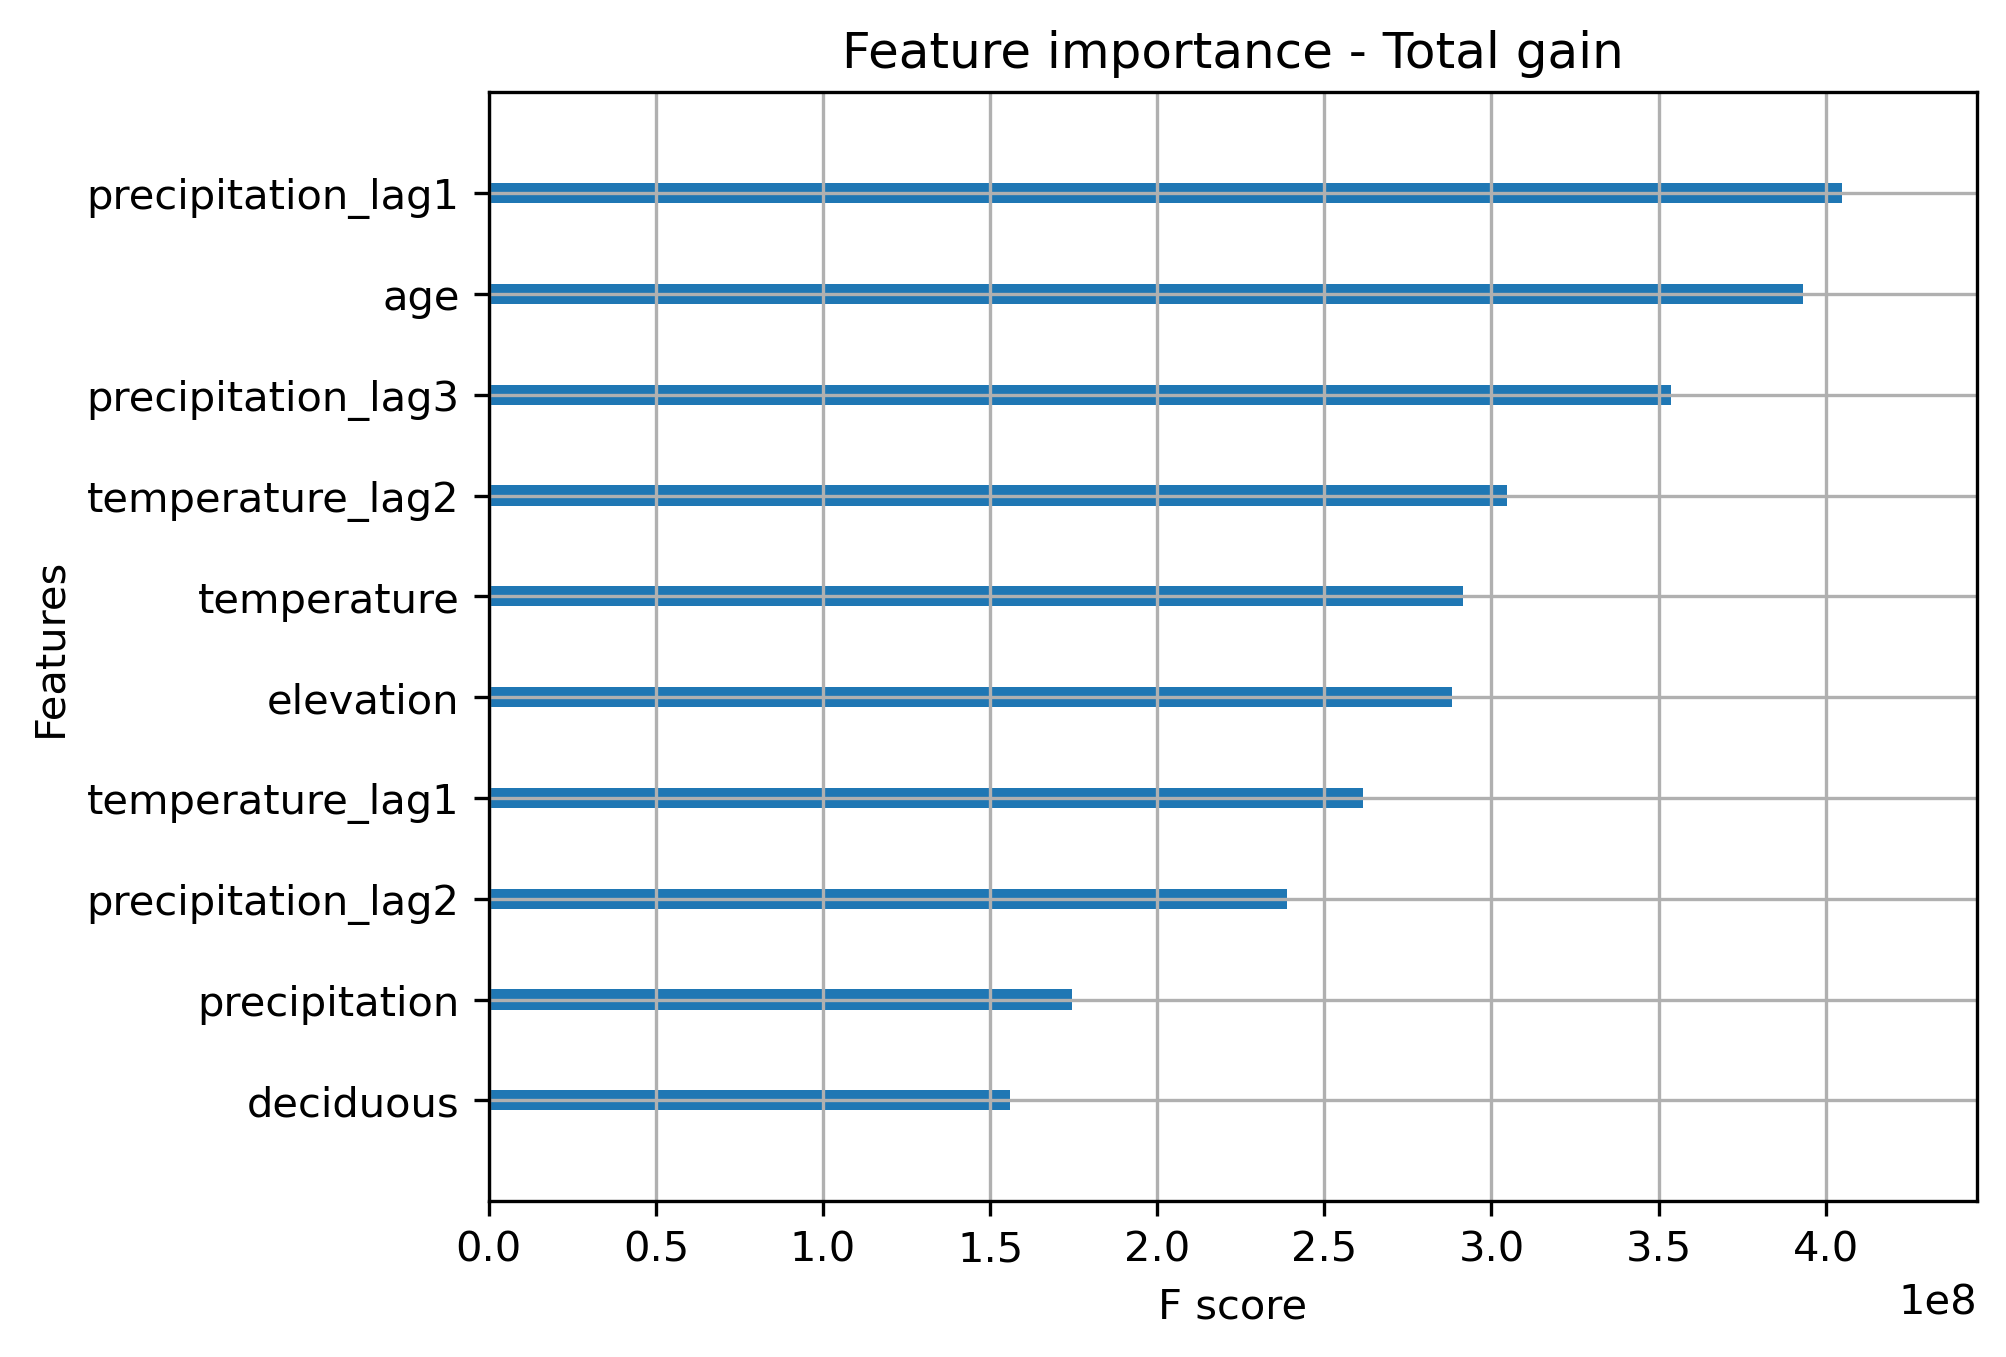 Feature importance - Total gain
precipitation_lag1
age
precipitation_lag3
temperature_lag2
temperature
elevation
temperature_lag1
precipitation_lag2
precipitation
deciduous
Features
0.0 0.5 1.0 1.5 2.0 2.5 3.0 3.5 4.0
1e8
F score